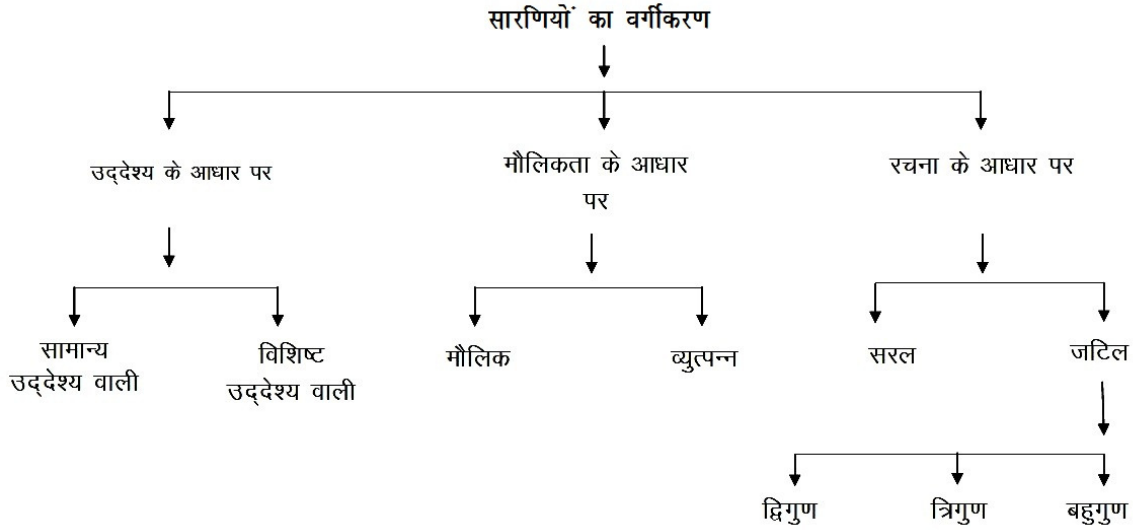 सारणियों का वर्गीकरण
उद्देश्य के आधार पर
मौलिकता के आधार
पर
रचना के आधार पर
सामान्य
उद्देश्य वाली
विशिष्ट
उद्देश्य वाली
मौलिक
व्युत्पन्न
सरल
जटिल
द्विगुण
त्रिगुण
बहुगुण